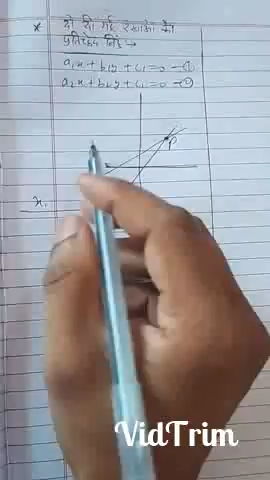 * दो दी गई रेखाओं का
प्रतिच्छेद बिंदु →
a₁x + b₁y + c₁ = 0 —①
a₂x + b₂y + c₂ = 0 —②
P
x
VidTrim